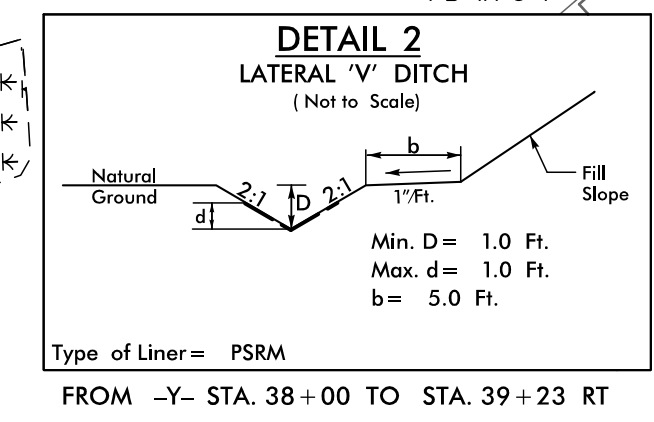 DETAIL 2
LATERAL 'V' DITCH
( Not to Scale)
b
Natural
Ground
2:1
D
2:1
d
1"/Ft.
Fill
Slope
Min. D = 1.0 Ft.
Max. d = 1.0 Ft.
b = 5.0 Ft.
Type of Liner = PSRM
FROM -Y- STA. 38+00 TO STA. 39+23 RT